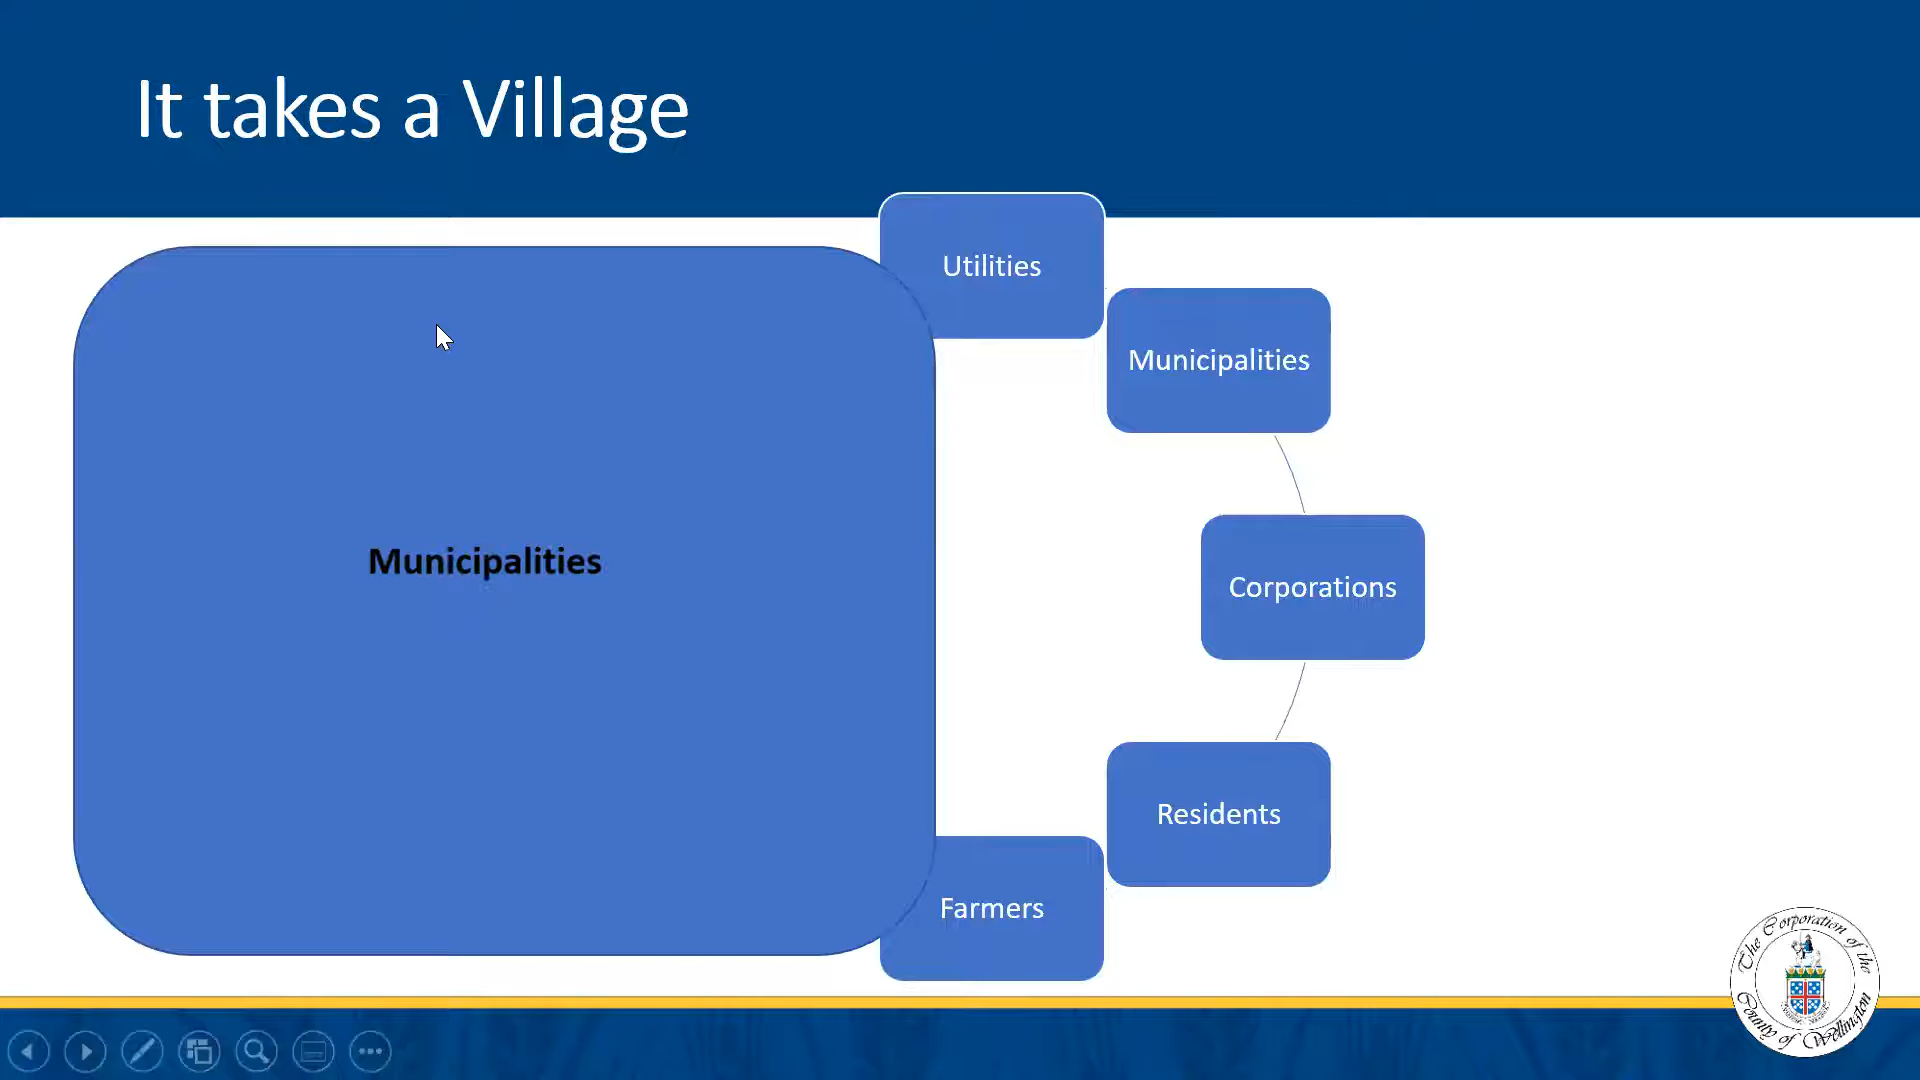 It takes a Village
Utilities
Municipalities
Municipalities
Corporations
Residents
Farmers
The Corporation of the
County of Wellington